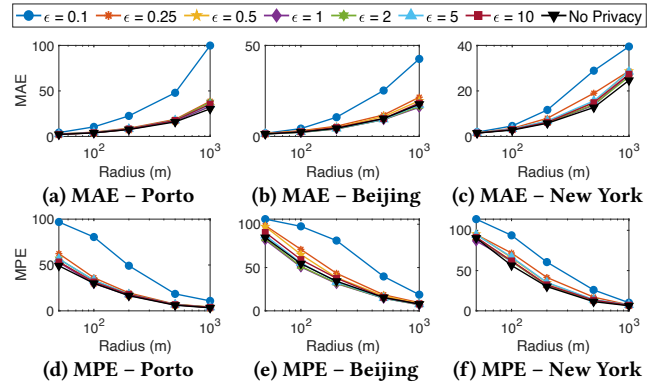 ϵ = 0.1 ϵ = 0.25 ϵ = 0.5 ϵ = 1 ϵ = 2 ϵ = 5 ϵ = 10 No Privacy
100
50
0
MAE
10²
10³
Radius (m)
(a) MAE – Porto
50
0
10²
10³
Radius (m)
(b) MAE – Beijing
40
20
0
10²
10³
Radius (m)
(c) MAE – New York
100
50
0
MPE
10²
10³
Radius (m)
(d) MPE – Porto
100
50
0
10²
10³
Radius (m)
(e) MPE – Beijing
100
50
0
10²
10³
Radius (m)
(f) MPE – New York